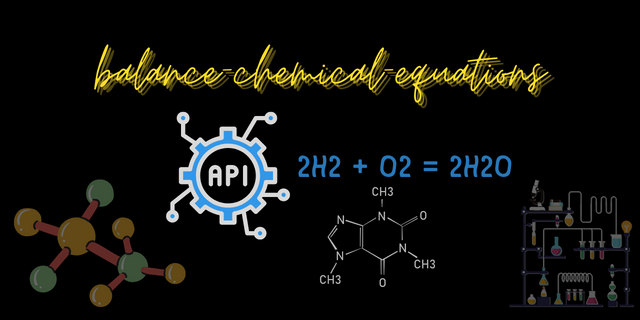 balance-chemical-equations
API
2H2 + O2 = 2H2O
CH3
N
N
O
N
N
CH3
CH3
O